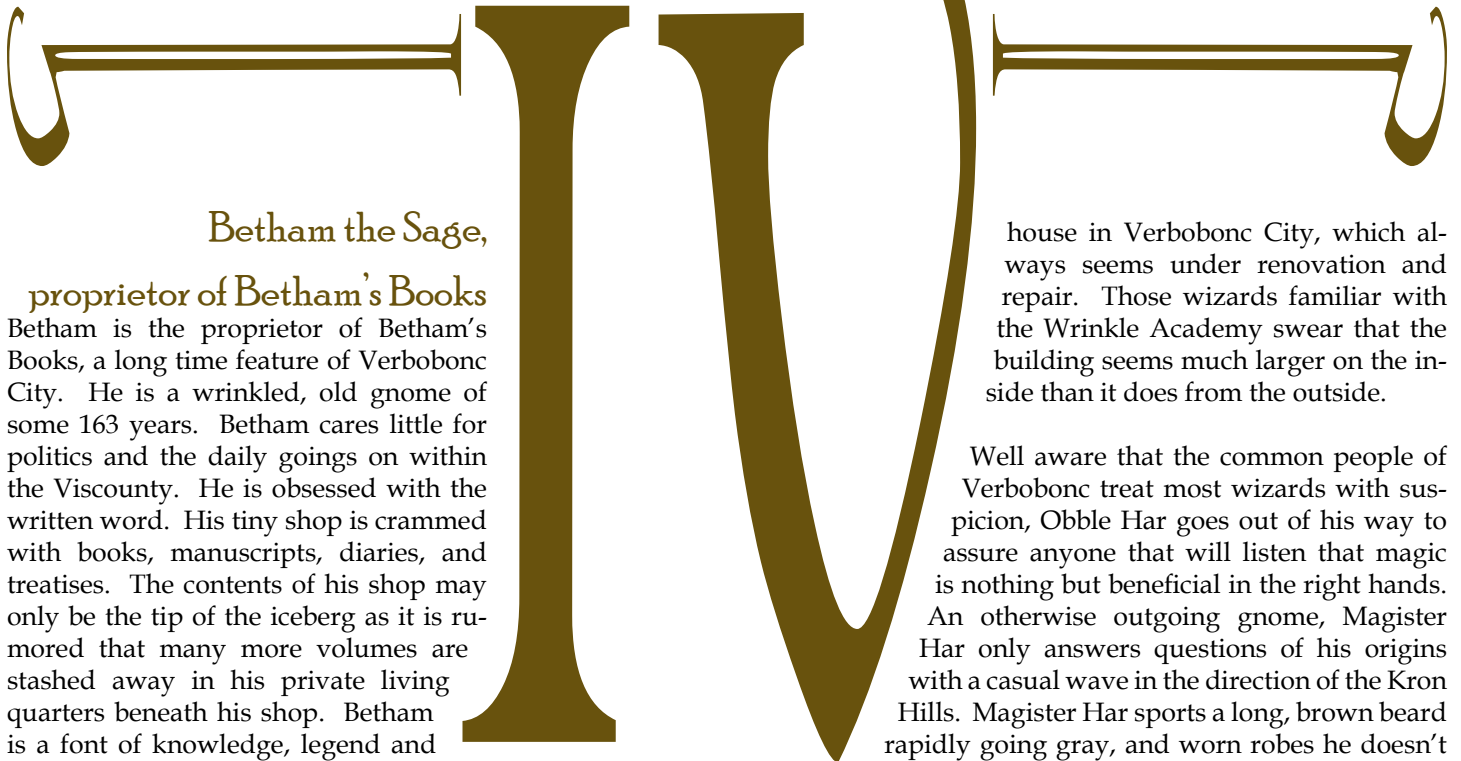 IV
Betham the Sage,
proprietor of Betham's Books
Betham is the proprietor of Betham's
Books, a long time feature of Verbobonc
City. He is a wrinkled, old gnome of
some 163 years. Betham cares little for
politics and the daily goings on within
the Viscounty. He is obsessed with the
written word. His tiny shop is crammed
with books, manuscripts, diaries, and
treatises. The contents of his shop may
only be the tip of the iceberg as it is ru-
mored that many more volumes are
stashed away in his private living
quarters beneath his shop. Betham
is a font of knowledge, legend and
house in Verbobonc City, which al-
ways seems under renovation and
repair. Those wizards familiar with
the Wrinkle Academy swear that the
building seems much larger on the in-
side than it does from the outside.
Well aware that the common people of
Verbobonc treat most wizards with sus-
picion, Obble Har goes out of his way to
assure anyone that will listen that magic
is nothing but beneficial in the right hands.
An otherwise outgoing gnome, Magister
Har only answers questions of his origins
with a casual wave in the direction of the Kron
Hills. Magister Har sports a long, brown beard
rapidly going gray, and worn robes he doesn't